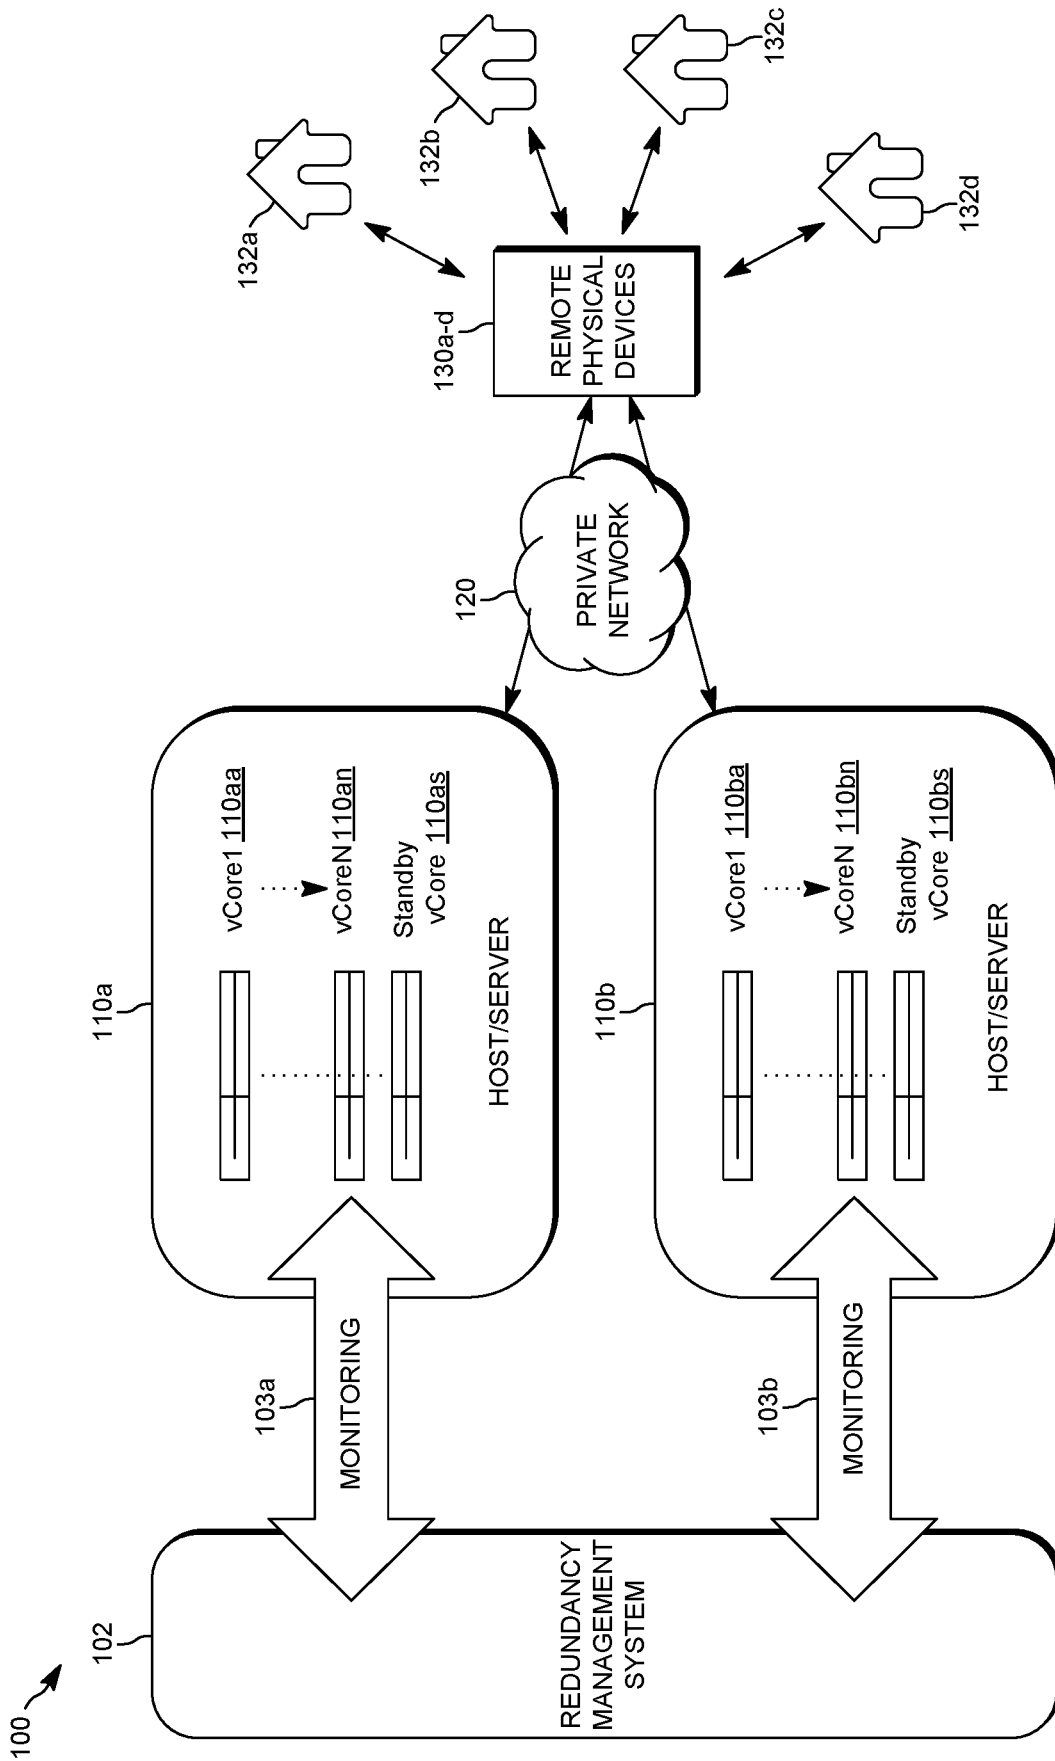 100
102
REDUNDANCY
MANAGEMENT
SYSTEM
103a
MONITORING
103b
MONITORING
110a
vCore1 110aa
vCoreN 110an
Standby
vCore 110as
HOST/SERVER
110b
vCore1 110ba
vCoreN 110bn
Standby
vCore 110bs
HOST/SERVER
120
PRIVATE
NETWORK
130a-d
REMOTE
PHYSICAL
DEVICES
132a
132b
132c
132d